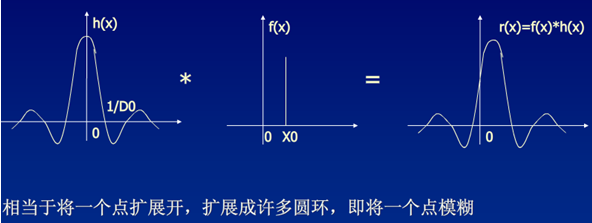 h(x)
f(x)
r(x)=f(x)*h(x)
*
=
1/D0
0
0 X0
0
相当于将一个点扩展开，扩展成许多圆环，即将一个点模糊